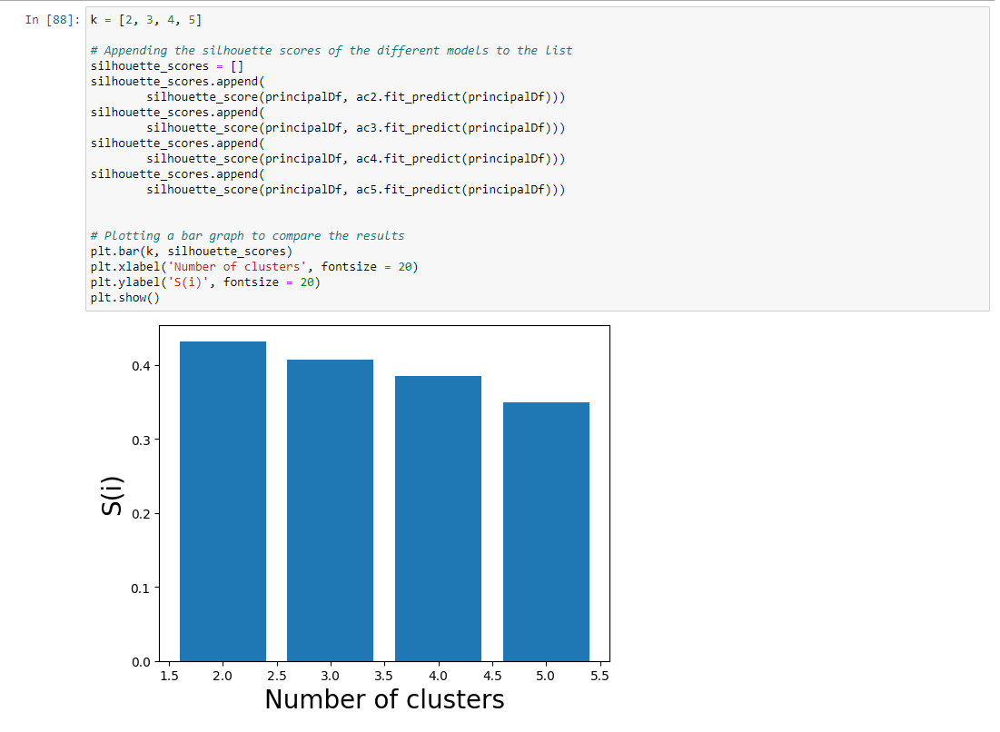 In [88]: k = [2, 3, 4, 5]
# Appending the silhouette scores of the different models to the list
silhouette_scores = []
silhouette_scores.append(
        silhouette_score(principalDf, ac2.fit_predict(principalDf)))
silhouette_scores.append(
        silhouette_score(principalDf, ac3.fit_predict(principalDf)))
silhouette_scores.append(
        silhouette_score(principalDf, ac4.fit_predict(principalDf)))
silhouette_scores.append(
        silhouette_score(principalDf, ac5.fit_predict(principalDf)))
# Plotting a bar graph to compare the results
plt.bar(k, silhouette_scores)
plt.xlabel('Number of clusters', fontsize = 20)
plt.ylabel('S(i)', fontsize = 20)
plt.show()
0.4
0.3
S(i)
0.2
0.1
0.0
1.5 2.0 2.5 3.0 3.5 4.0 4.5 5.0 5.5
Number of clusters